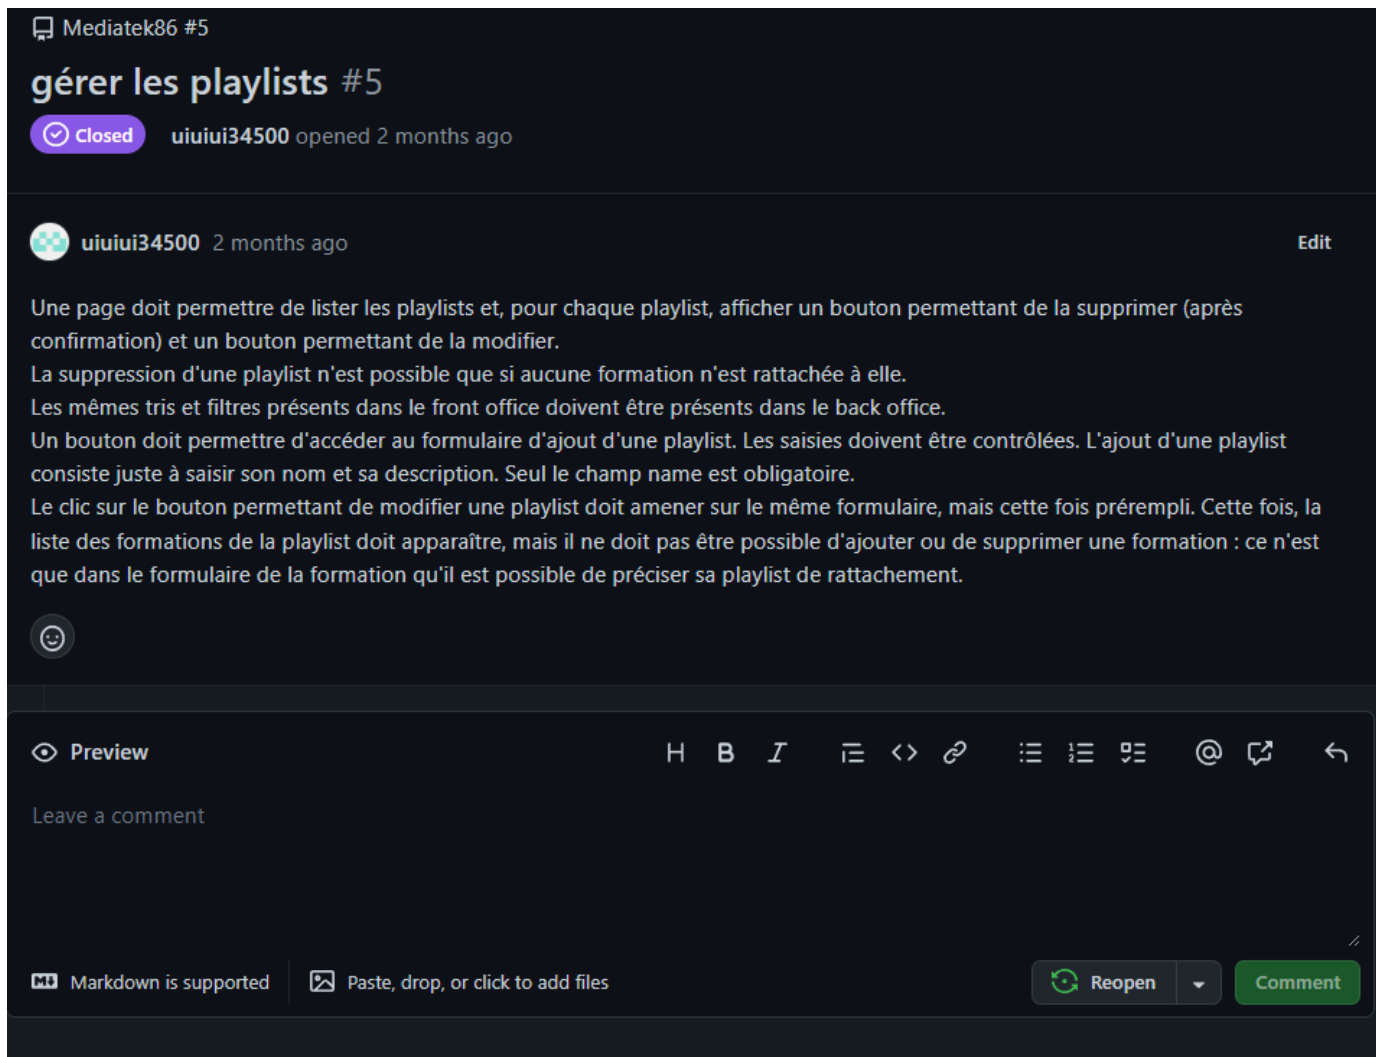 Mediatek86 #5
gérer les playlists #5
Closed uiuiui34500 opened 2 months ago
uiuiui34500 2 months ago Edit
Une page doit permettre de lister les playlists et, pour chaque playlist, afficher un bouton permettant de la supprimer (après
confirmation) et un bouton permettant de la modifier.
La suppression d'une playlist n'est possible que si aucune formation n'est rattachée à elle.
Les mêmes tris et filtres présents dans le front office doivent être présents dans le back office.
Un bouton doit permettre d'accéder au formulaire d'ajout d'une playlist. Les saisies doivent être contrôlées. L'ajout d'une playlist
consiste juste à saisir son nom et sa description. Seul le champ name est obligatoire.
Le clic sur le bouton permettant de modifier une playlist doit amener sur le même formulaire, mais cette fois prérempli. Cette fois, la
liste des formations de la playlist doit apparaître, mais il ne doit pas être possible d'ajouter ou de supprimer une formation : ce n'est
que dans le formulaire de la formation qu'il est possible de préciser sa playlist de rattachement.
Preview
Leave a comment
Markdown is supported Paste, drop, or click to add files Reopen Comment